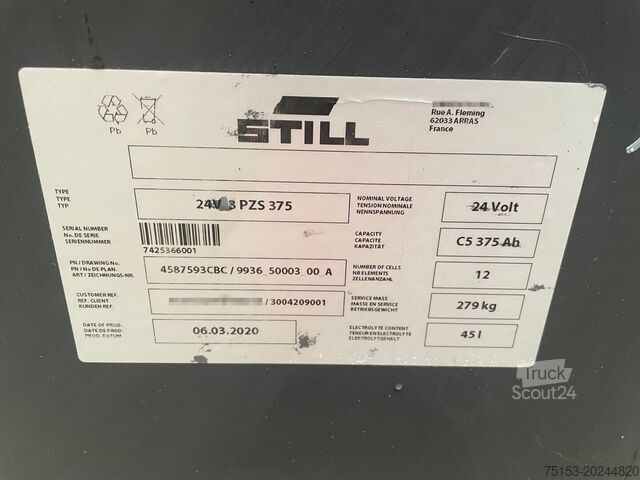 Pb
Pb
STILL
Rue A. Fleming
62033 ARRAS
France
TYPE
TYPE
TYP
24V 3 PZS 375
NOMINAL VOLTAGE
TENSION NOMINALE
NENNSPANNUNG
24 Volt
SERIAL NUMBER
No. DE SERIE
SERIENNUMMER
7425366001
CAPACITY
CAPACITE
KAPAZITÄT
C5 375 Ah
PN / DRAWING No.
PN / No DE PLAN.
ART / ZEICHNUNGS-NR.
4587593CBC / 9936_50003_00_A
NUMBER OF CELLS
NB ELEMENTS
ZELLENANZAHL
12
CUSTOMER REF.
REF. CLIENT
KUNDEN REF.
/ 3004209001
SERVICE MASS
MASSE EN SERVICE
BETRIEBSGEWICHT
279 kg
DATE OF PROD.
DATE DE PROD.
PROD. DATUM
06.03.2020
ELECTROLYTE CONTENT
TENEUR EN ELECTROLYTE
ELEKTROLYTGEHALT
45 l
Truck
Scout24
75153-20244820